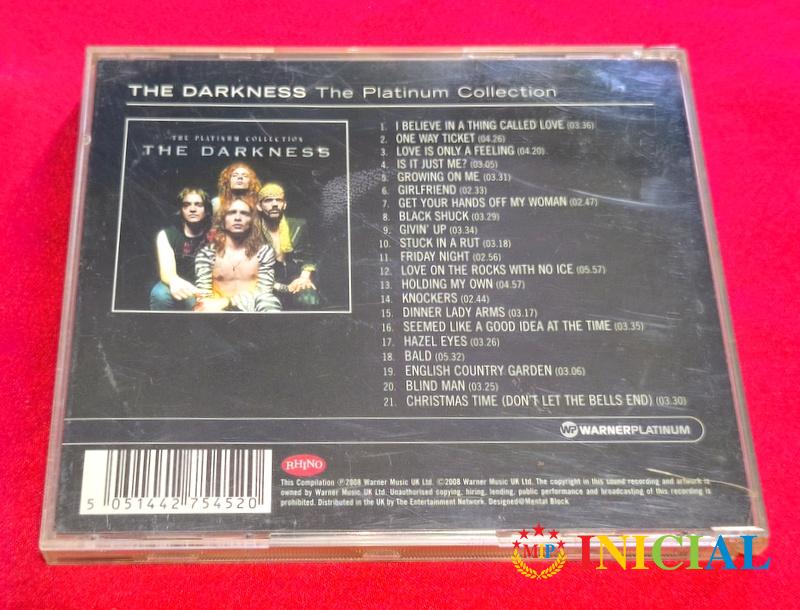 THE DARKNESS The Platinum Collection
THE PLATINUM COLLECTION
THE DARKNESS
1. I BELIEVE IN A THING CALLED LOVE (03.36)
2. ONE WAY TICKET (04.26)
3. LOVE IS ONLY A FEELING (04.20)
4. IS IT JUST ME? (03.05)
5. GROWING ON ME (03.31)
6. GIRLFRIEND (02.33)
7. GET YOUR HANDS OFF MY WOMAN (02.47)
8. BLACK SHUCK (03.29)
9. GIVIN' UP (03.34)
10. STUCK IN A RUT (03.18)
11. FRIDAY NIGHT (02.56)
12. LOVE ON THE ROCKS WITH NO ICE (05.57)
13. HOLDING MY OWN (04.57)
14. KNOCKERS (02.44)
15. DINNER LADY ARMS (03.17)
16. SEEMED LIKE A GOOD IDEA AT THE TIME (03.35)
17. HAZEL EYES (03.26)
18. BALD (05.32)
19. ENGLISH COUNTRY GARDEN (03.06)
20. BLIND MAN (03.25)
21. CHRISTMAS TIME (DON'T LET THE BELLS END) (03.30)
WP WARNERPLATINUM
RHINO
This Compilation ℗2008 Warner Music UK Ltd. ©2008 Warner Music UK Ltd. The copyright in this sound recording and artwork is
owned by Warner Music UK Ltd. Unauthorised copying, hiring, lending, public performance and broadcasting of this recording is
prohibited. Distributed in the UK by The Entertainment Network. Designed@Mental Block
5 051442 754520
MIP INICIAL